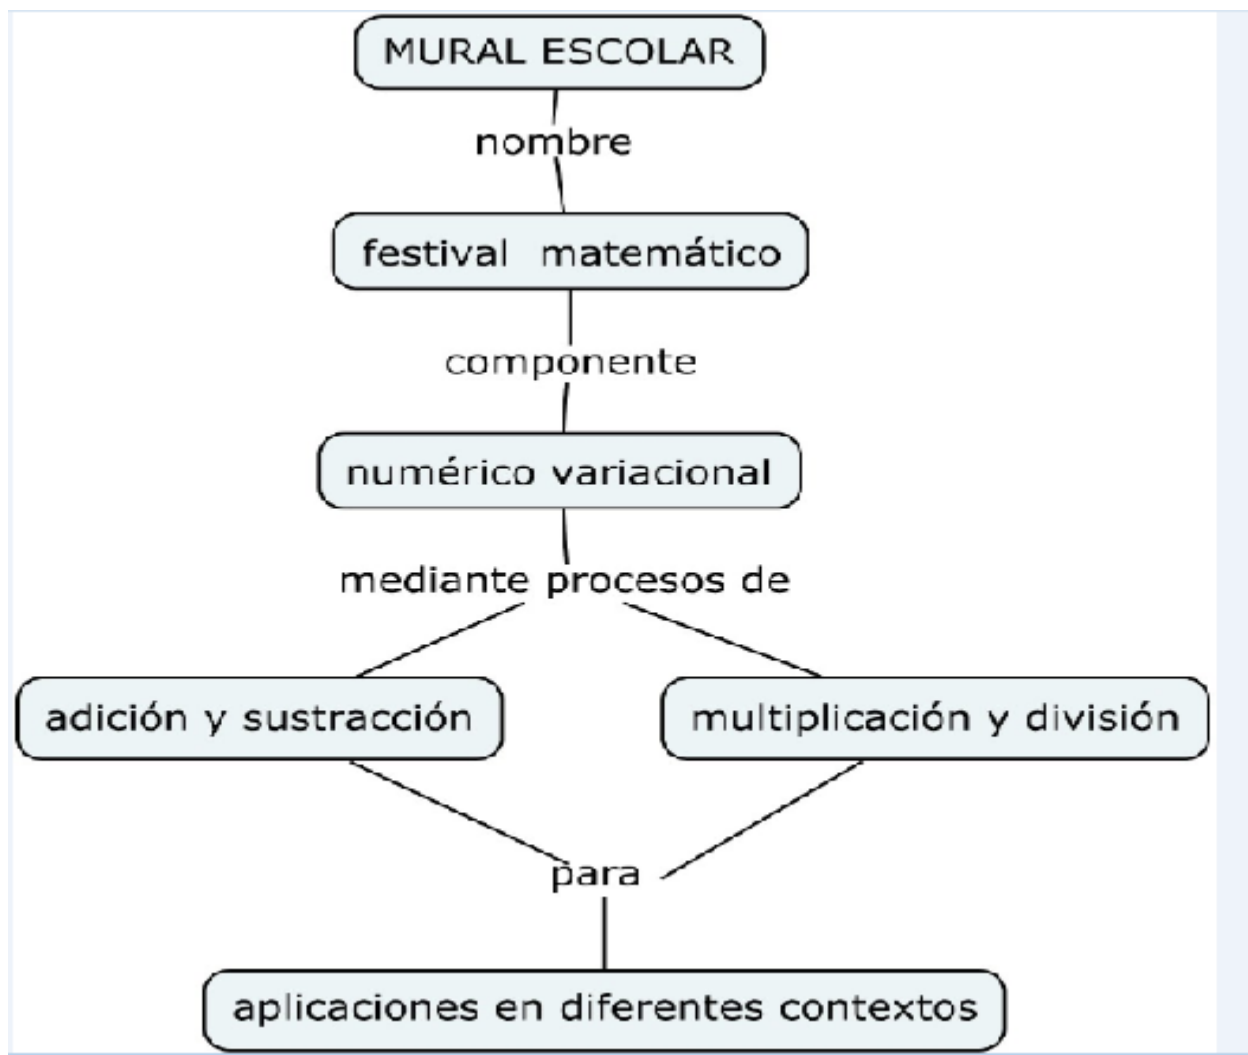 MURAL ESCOLAR
nombre
festival matemático
componente
numérico variacional
mediante procesos de
adición y sustracción
multiplicación y división
para
aplicaciones en diferentes contextos